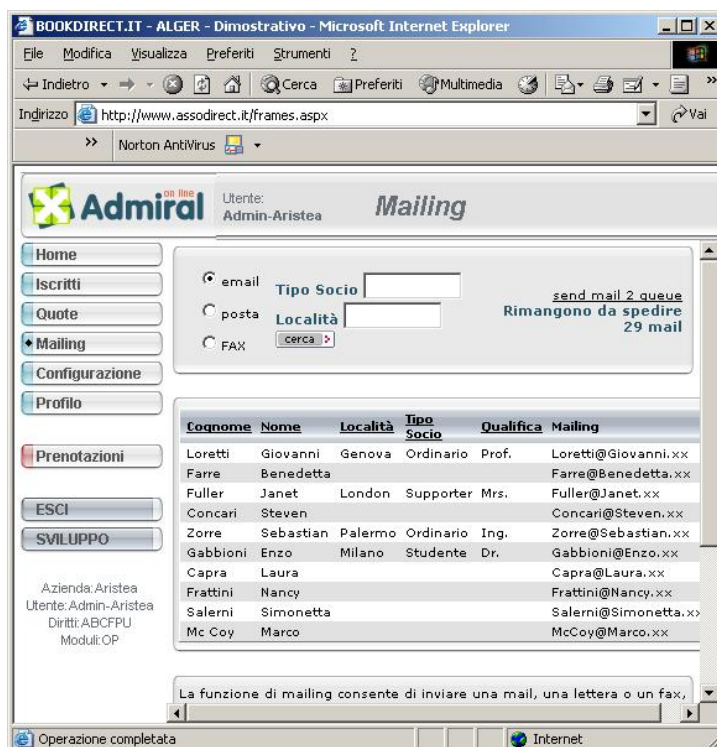 BOOKDIRECT.IT - ALGER - Dimostrativo - Microsoft Internet Explorer
File Modifica Visualizza Preferiti Strumenti ?
Indietro Cerca Preferiti Multimedia »
Indirizzo http://www.assodirect.it/frames.aspx Vai
» Norton AntiVirus
Admiral on line Utente: Admin-Aristea Mailing
Home
Iscritti
Quote
Mailing
Configurazione
Profilo
Prenotazioni
ESCI
SVILUPPO
Azienda:Aristea
Utente:Admin-Aristea
Diritti:ABCFPU
Moduli:OP
email Tipo Socio
posta Località
FAX cerca
send mail 2 queue
Rimangono da spedire
29 mail
Cognome Nome Località Tipo Socio Qualifica Mailing
Loretti Giovanni Genova Ordinario Prof. Loretti@Giovanni.xx
Farre Benedetta Farre@Benedetta.xx
Fuller Janet London Supporter Mrs. Fuller@Janet.xx
Concari Steven Concari@Steven.xx
Zorre Sebastian Palermo Ordinario Ing. Zorre@Sebastian.xx
Gabbioni Enzo Milano Studente Dr. Gabbioni@Enzo.xx
Capra Laura Capra@Laura.xx
Frattini Nancy Frattini@Nancy.xx
Salerni Simonetta Salerni@Simonetta.xx
Mc Coy Marco McCoy@Marco.xx
La funzione di mailing consente di inviare una mail, una lettera o un fax,
Operazione completata Internet